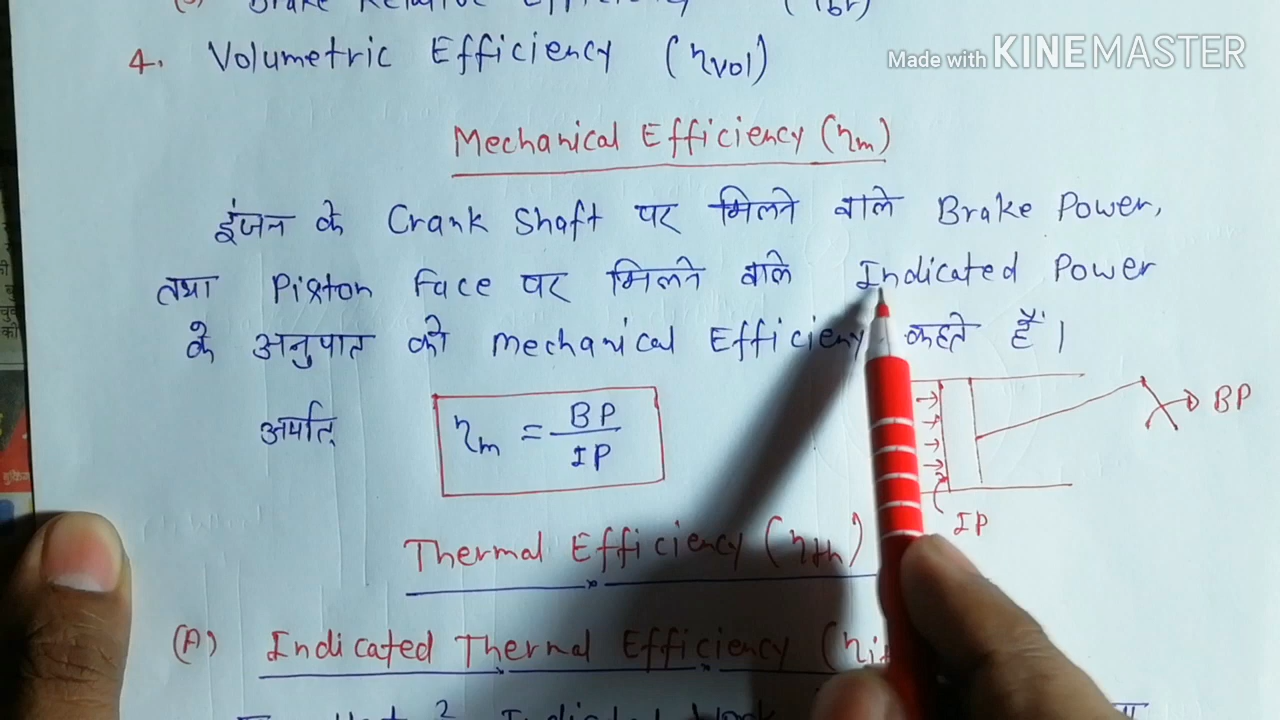 4. Volumetric Efficiency (ηvol)
Made with KINEMASTER
Mechanical Efficiency (ηm)
इंजन के Crank Shaft पर मिलने वाले Brake Power,
तथा Piston Face पर मिलने वाले Indicated Power
के अनुपात को Mechanical Efficiency कहते हैं।
अर्थात् ηm = BP/IP
BP
IP
Thermal Efficiency (ηth)
(A) Indicated Thermal Efficiency (ηit